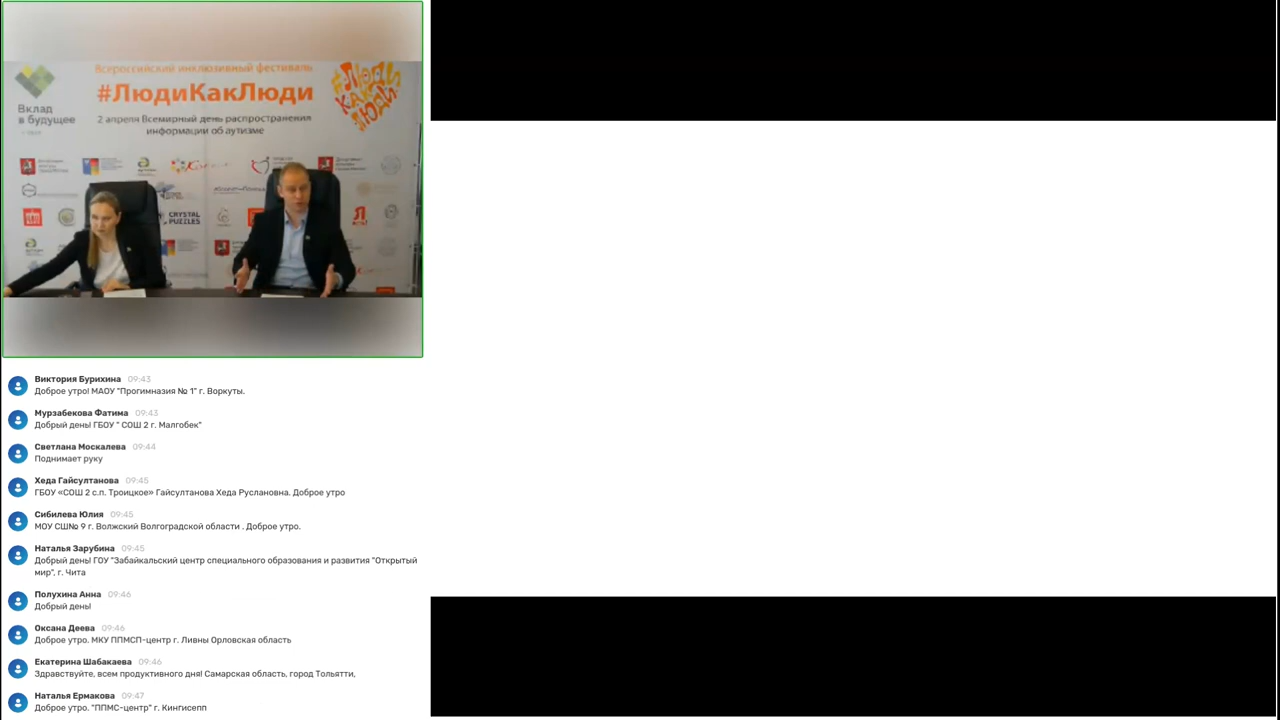 Всероссийский инклюзивный фестиваль
#ЛюдиКакЛюди
#ЛЮДИ
КАК
ЛЮДИ
Вклад
в будущее
2 апреля Всемирный день распространения
информации об аутизме
CRYSTAL
PUZZLES
Виктория Бурихина 09:43
Доброе утро! МАОУ "Прогимназия № 1" г. Воркуты.
Мурзабекова Фатима 09:43
Добрый день! ГБОУ " СОШ 2 г. Малгобек"
Светлана Москалева 09:44
Поднимает руку
Хеда Гайсултанова 09:45
ГБОУ «СОШ 2 с.п. Троицкое» Гайсултанова Хеда Руслановна. Доброе утро
Сибилева Юлия 09:45
МОУ СШ№ 9 г. Волжский Волгоградской области . Доброе утро.
Наталья Зарубина 09:45
Добрый день! ГОУ "Забайкальский центр специального образования и развития "Открытый
мир", г. Чита
Полухина Анна 09:46
Добрый день!
Оксана Деева 09:46
Доброе утро. МКУ ППМСП-центр г. Ливны Орловская область
Екатерина Шабакаева 09:46
Здравствуйте, всем продуктивного дня! Самарская область, город Тольятти,
Наталья Ермакова 09:47
Доброе утро. "ППМС-центр" г. Кингисепп